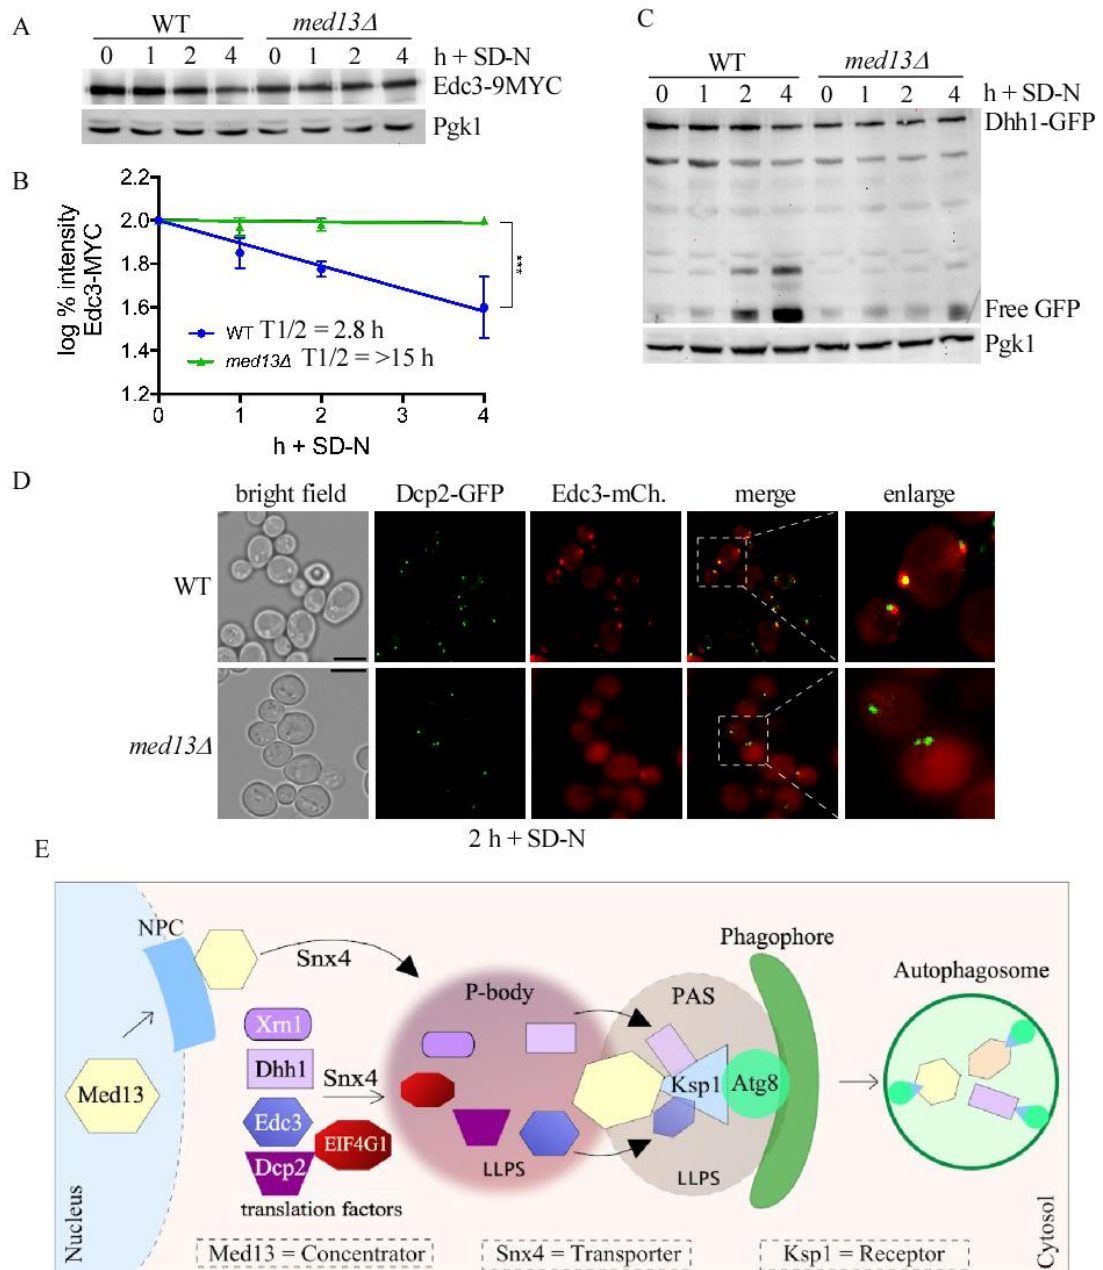 A
WT med13Δ
0 1 2 4 0 1 2 4 h + SD-N
Edc3-9MYC
Pgk1
B
log % intensity
Edc3-MYC
2.2
2.0
1.8
1.6
1.4
1.2
***
WT T1/2 = 2.8 h
med13Δ T1/2 = >15 h
0 1 2 3 4
h + SD-N
C
WT med13Δ
0 1 2 4 0 1 2 4 h + SD-N
Dhh1-GFP
Free GFP
Pgk1
D
bright field Dcp2-GFP Edc3-mCh. merge enlarge
WT
med13Δ
2 h + SD-N
E
NPC
Snx4
Phagophore
Autophagosome
P-body
PAS
Xrn1
Dhh1
Snx4
Med13
Ksp1
Atg8
Edc3
EIF4G1
Dcp2
LLPS
LLPS
translation factors
Nucleus
Cytosol
Med13 = Concentrator
Snx4 = Transporter
Ksp1 = Receptor